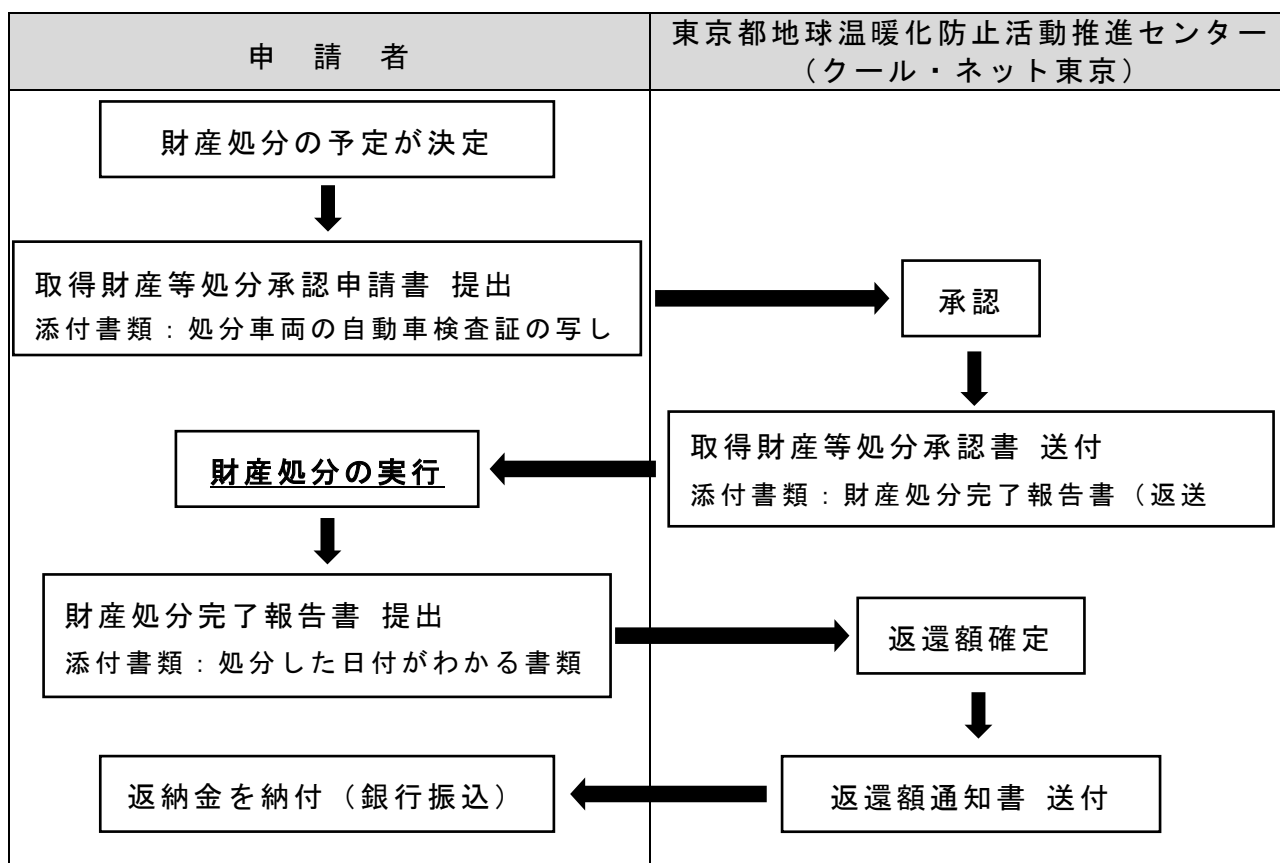 申 請 者
東京都地球温暖化防止活動推進センター
（クール・ネット東京）
財産処分の予定が決定
取得財産等処分承認申請書 提出
添付書類：処分車両の自動車検査証の写し
承認
取得財産等処分承認書 送付
添付書類：財産処分完了報告書（返送
財産処分の実行
財産処分完了報告書 提出
添付書類：処分した日付がわかる書類
返還額確定
返還額通知書 送付
返納金を納付（銀行振込）